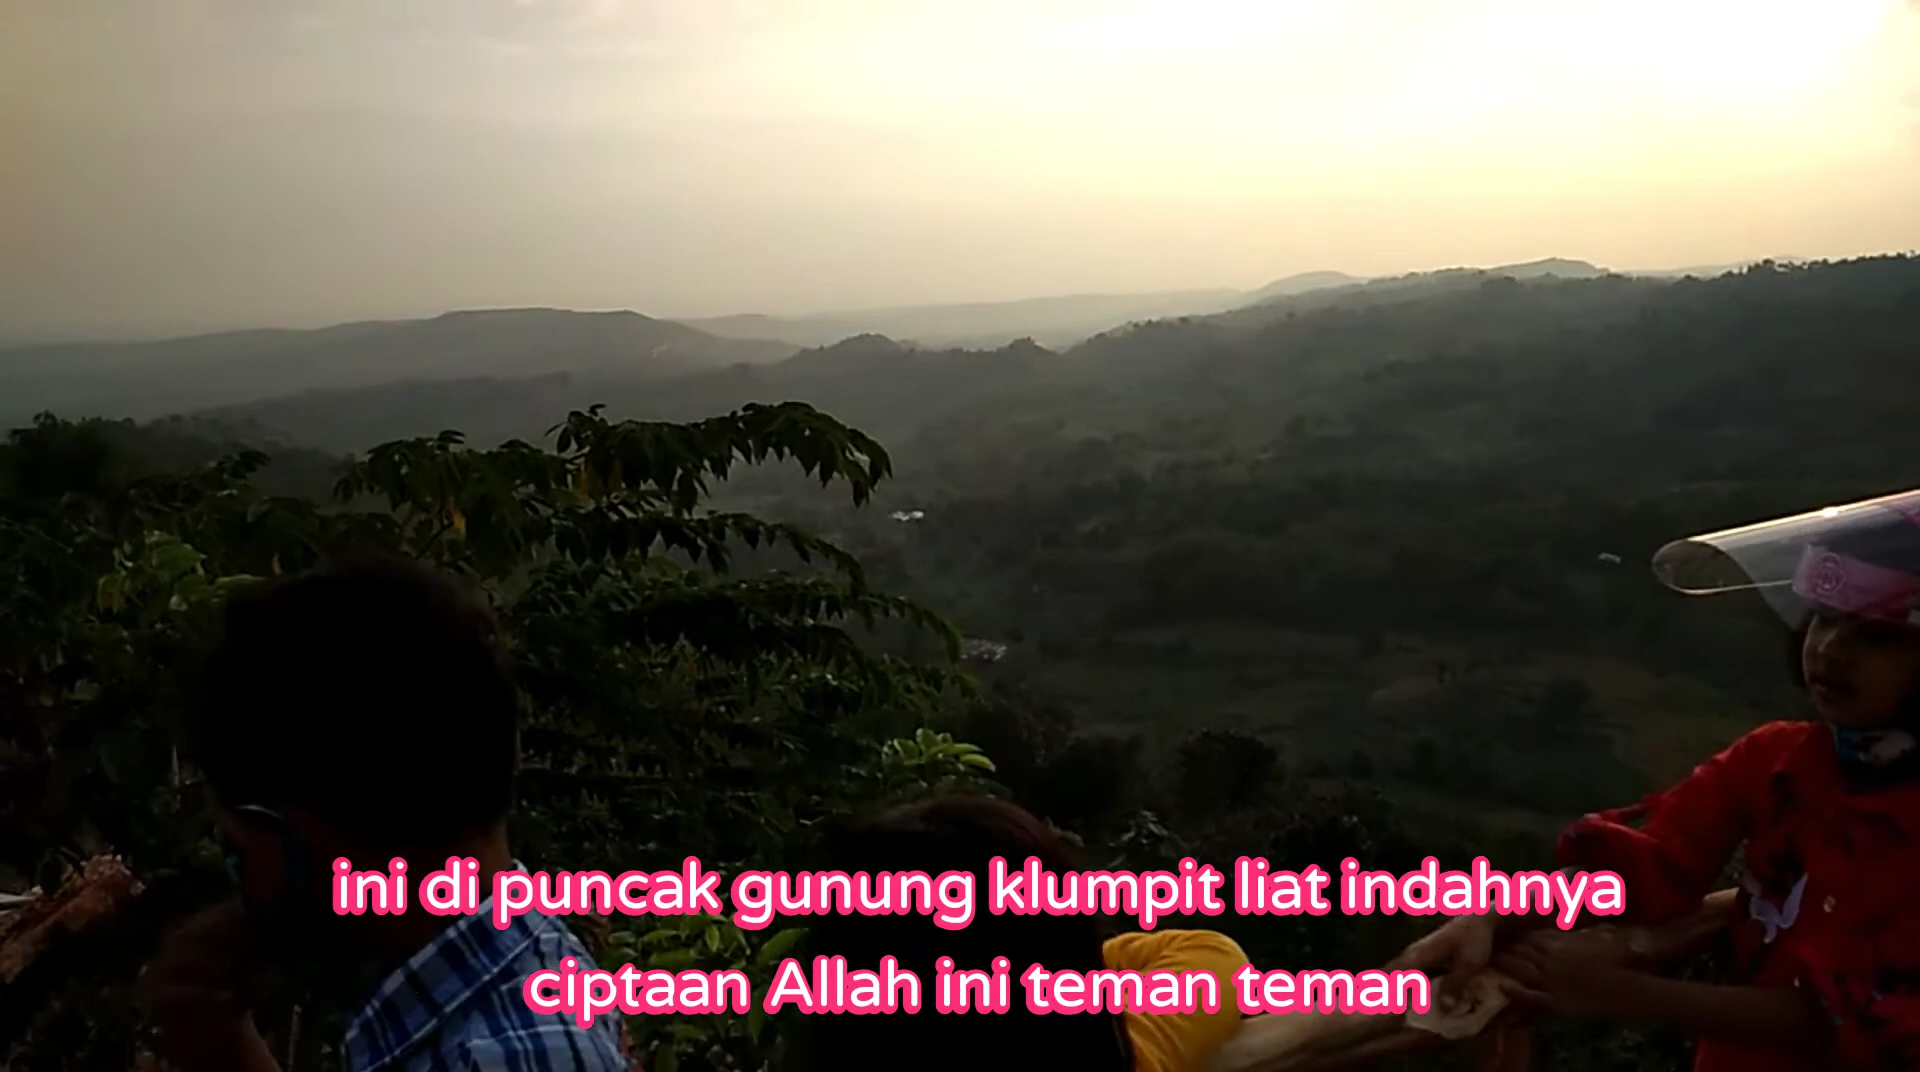 ini di puncak gunung klumpit liat indahnya
ciptaan Allah ini teman teman